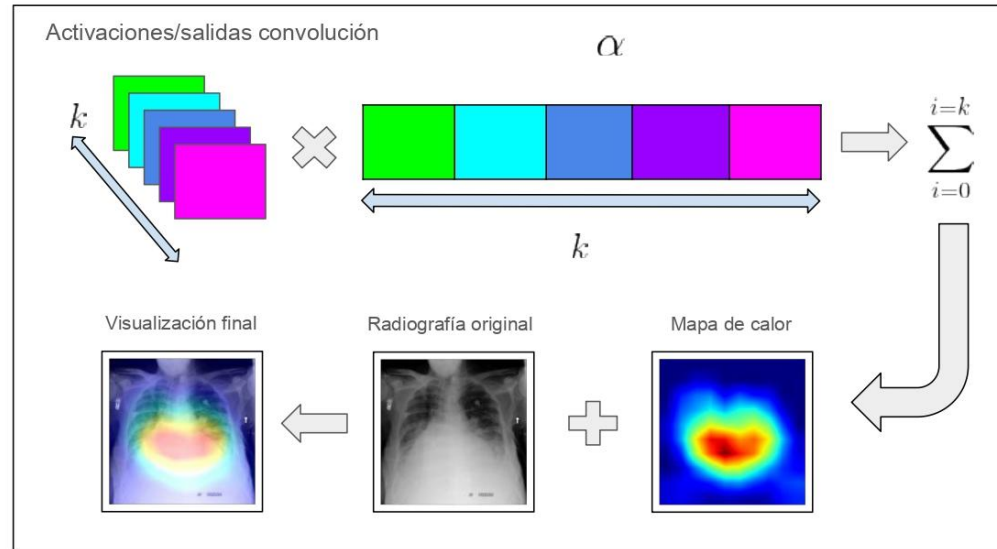 Activaciones/salidas convolución
α
k
i=k
∑
i=0
k
Visualización final
Radiografía original
Mapa de calor